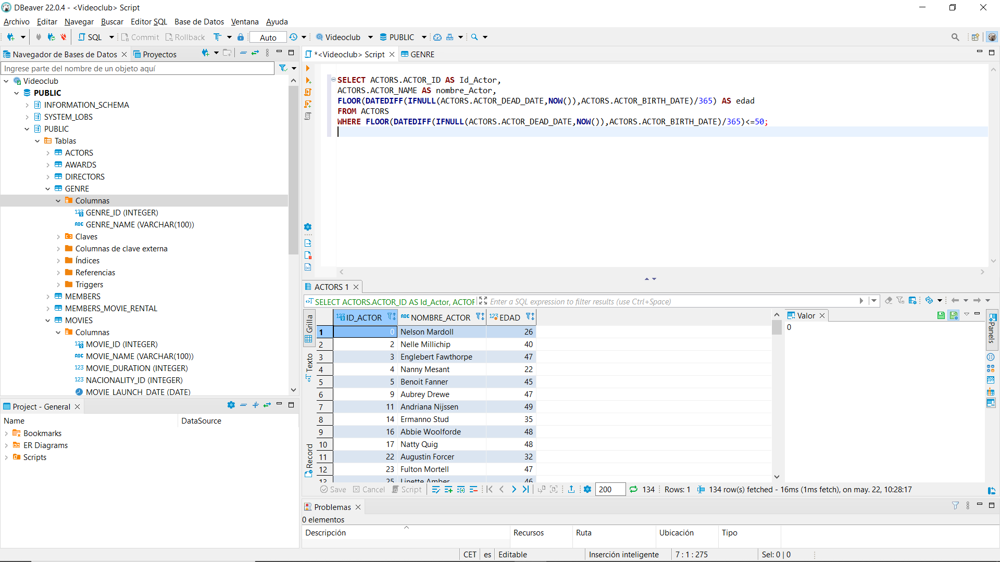 DBeaver 22.0.4 - <Videoclub> Script
Archivo Editar Navegar Buscar Editor SQL Base de Datos Ventana Ayuda
SQL Commit Rollback Auto Videoclub PUBLIC
Navegador de Bases de Datos Proyectos
Ingrese parte del nombre de un objeto aquí
Videoclub
PUBLIC
INFORMATION_SCHEMA
SYSTEM_LOBS
PUBLIC
Tablas
ACTORS
AWARDS
DIRECTORS
GENRE
Columnas
123 GENRE_ID (INTEGER)
ABC GENRE_NAME (VARCHAR(100))
Claves
Columnas de clave externa
Índices
Referencias
Triggers
MEMBERS
MEMBERS_MOVIE_RENTAL
MOVIES
Columnas
123 MOVIE_ID (INTEGER)
ABC MOVIE_NAME (VARCHAR(100))
123 MOVIE_DURATION (INTEGER)
123 NACIONALITY_ID (INTEGER)
MOVIE_LAUNCH_DATE (DATE)
Project - General
Name DataSource
Bookmarks
ER Diagrams
Scripts
*<Videoclub> Script GENRE
SELECT ACTORS.ACTOR_ID AS Id_Actor,
ACTORS.ACTOR_NAME AS nombre_Actor,
FLOOR(DATEDIFF(IFNULL(ACTORS.ACTOR_DEAD_DATE,NOW()),ACTORS.ACTOR_BIRTH_DATE)/365) AS edad
FROM ACTORS
WHERE FLOOR(DATEDIFF(IFNULL(ACTORS.ACTOR_DEAD_DATE,NOW()),ACTORS.ACTOR_BIRTH_DATE)/365)<=50;
ACTORS 1
SELECT ACTORS.ACTOR_ID AS Id_Actor, ACTOR Enter a SQL expression to filter results (use Ctrl+Space)
Grilla
Texto
Record
123 ID_ACTOR ABC NOMBRE_ACTOR 123 EDAD
1 0 Nelson Mardoll 26
2 2 Nelle Millichip 40
3 3 Englebert Fawthorpe 47
4 4 Nanny Mesant 22
5 5 Benoit Fanner 45
6 9 Aubrey Drewe 47
7 11 Andriana Nijssen 49
8 14 Ermanno Stud 35
9 16 Abbie Woolforde 48
10 17 Natty Quig 48
11 22 Augustin Forcer 32
12 23 Fulton Mortell 47
13 25 Linette Amber 46
Valor
0
Panels
Save Cancel Script 200 134 Rows: 1 134 row(s) fetched - 16ms (1ms fetch), on may. 22, 10:28:17
Problemas
0 elementos
Descripción Recursos Ruta Ubicación Tipo
CET es Editable Inserción inteligente 7 : 1 : 275 Sel: 0 | 0